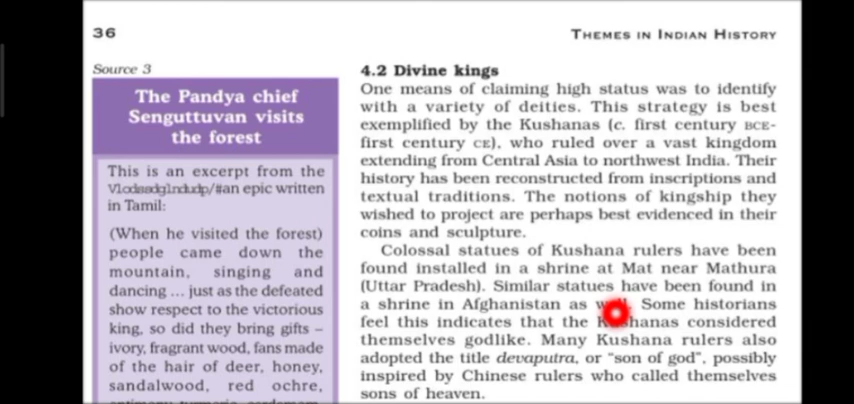 36
THEMES IN INDIAN HISTORY
Source 3
The Pandya chief
Senguttuvan visits
the forest
This is an excerpt from the
an epic written
in Tamil:
(When he visited the forest)
people came down the
mountain, singing and
dancing ... just as the defeated
show respect to the victorious
king, so did they bring gifts –
ivory, fragrant wood, fans made
of the hair of deer, honey,
sandalwood, red ochre,
4.2 Divine kings
One means of claiming high status was to identify
with a variety of deities. This strategy is best
exemplified by the Kushanas (c. first century BCE-
first century CE), who ruled over a vast kingdom
extending from Central Asia to northwest India. Their
history has been reconstructed from inscriptions and
textual traditions. The notions of kingship they
wished to project are perhaps best evidenced in their
coins and sculpture.
Colossal statues of Kushana rulers have been
found installed in a shrine at Mat near Mathura
(Uttar Pradesh). Similar statues have been found in
a shrine in Afghanistan as Some historians
feel this indicates that the Kushanas considered
themselves godlike. Many Kushana rulers also
adopted the title devaputra, or “son of god”, possibly
inspired by Chinese rulers who called themselves
sons of heaven.